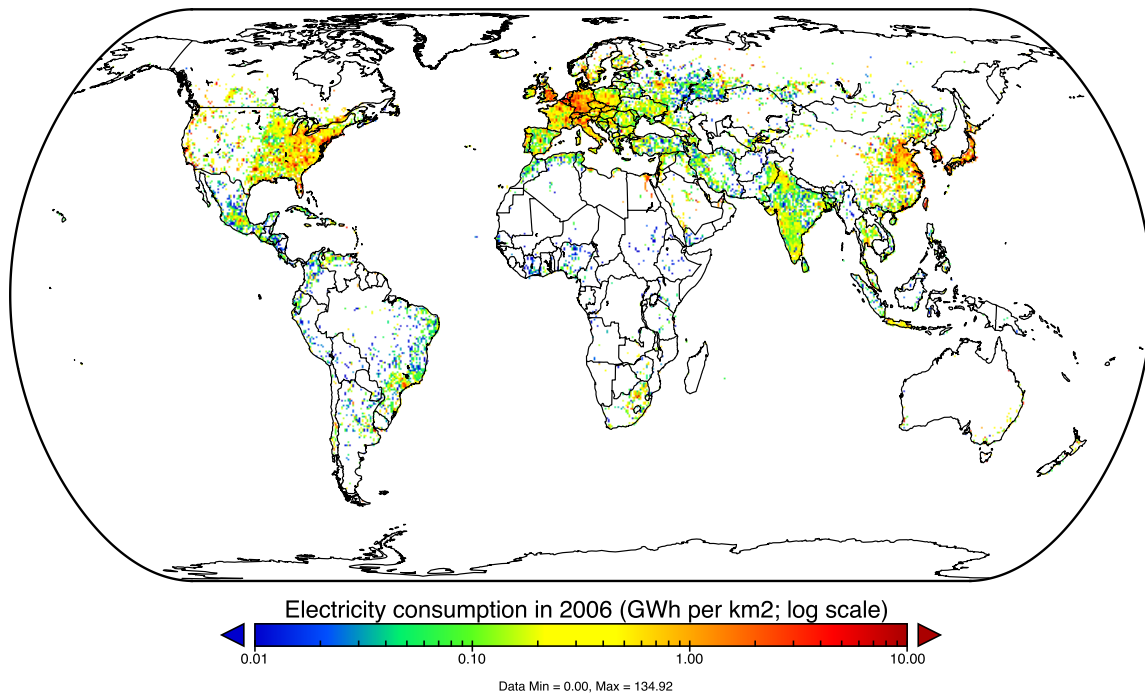 Electricity consumption in 2006 (GWh per km2; log scale)
0.01 0.10 1.00 10.00
Data Min = 0.00, Max = 134.92